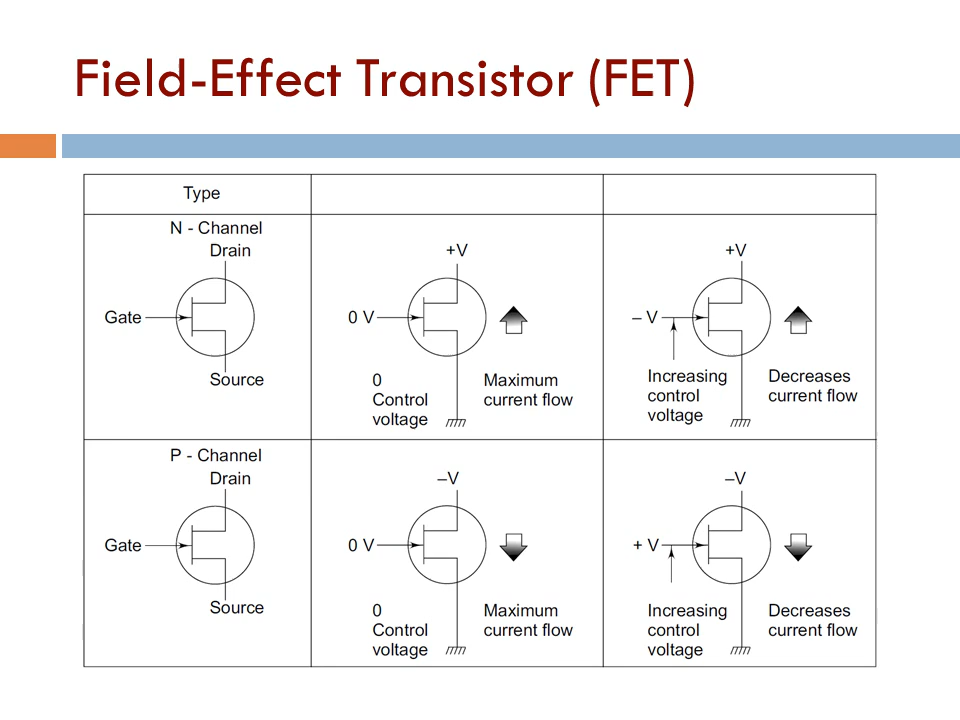 Field-Effect Transistor (FET)
Type
N - Channel
Drain
Gate
Source
+V
0 V
0
Control
voltage
Maximum
current flow
+V
– V
Increasing
control
voltage
Decreases
current flow
P - Channel
Drain
Gate
Source
–V
0 V
0
Control
voltage
Maximum
current flow
–V
+ V
Increasing
control
voltage
Decreases
current flow